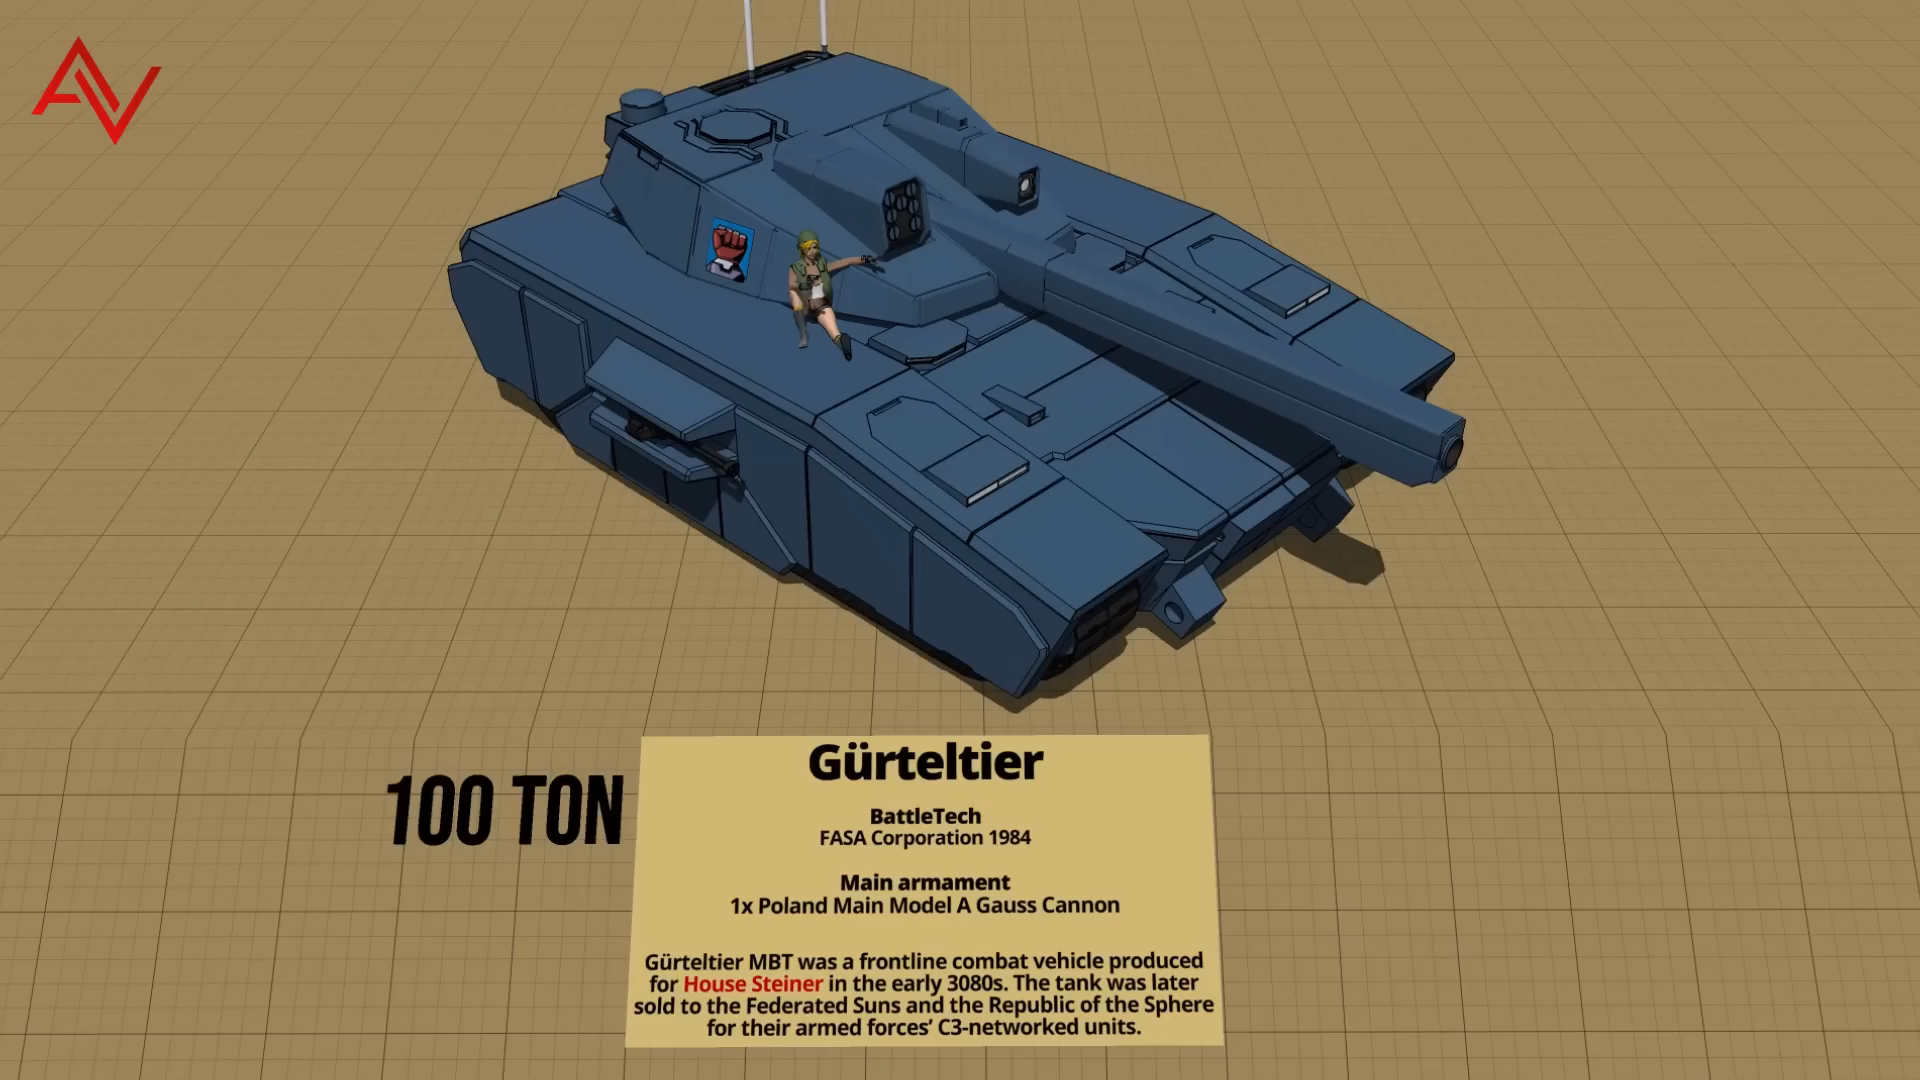 AV
100 TON
Gürteltier
BattleTech
FASA Corporation 1984
Main armament
1x Poland Main Model A Gauss Cannon
Gürteltier MBT was a frontline combat vehicle produced
for House Steiner in the early 3080s. The tank was later
sold to the Federated Suns and the Republic of the Sphere
for their armed forces’ C3-networked units.